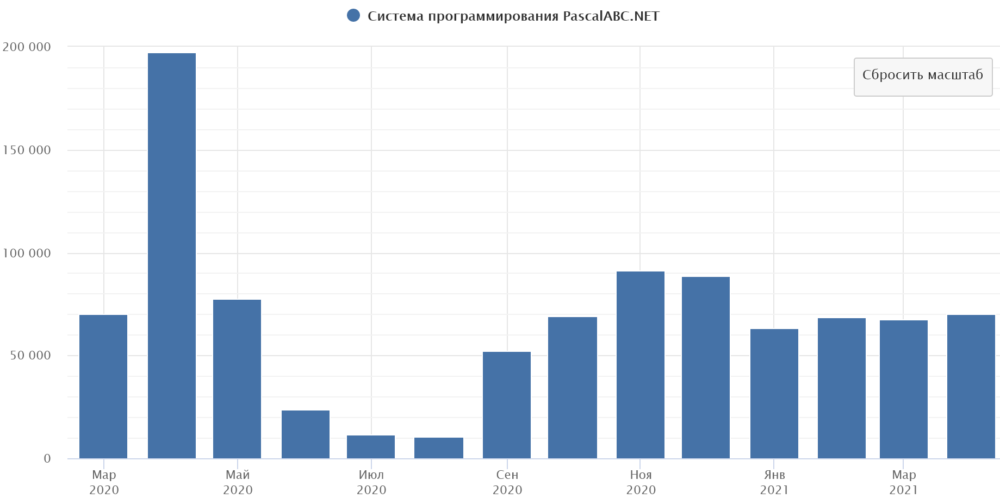 Система программирования PascalABC.NET
200 000
Сбросить масштаб
150 000
100 000
50 000
0
Мар Май Июл Сен Ноя Янв Мар
2020 2020 2020 2020 2020 2021 2021